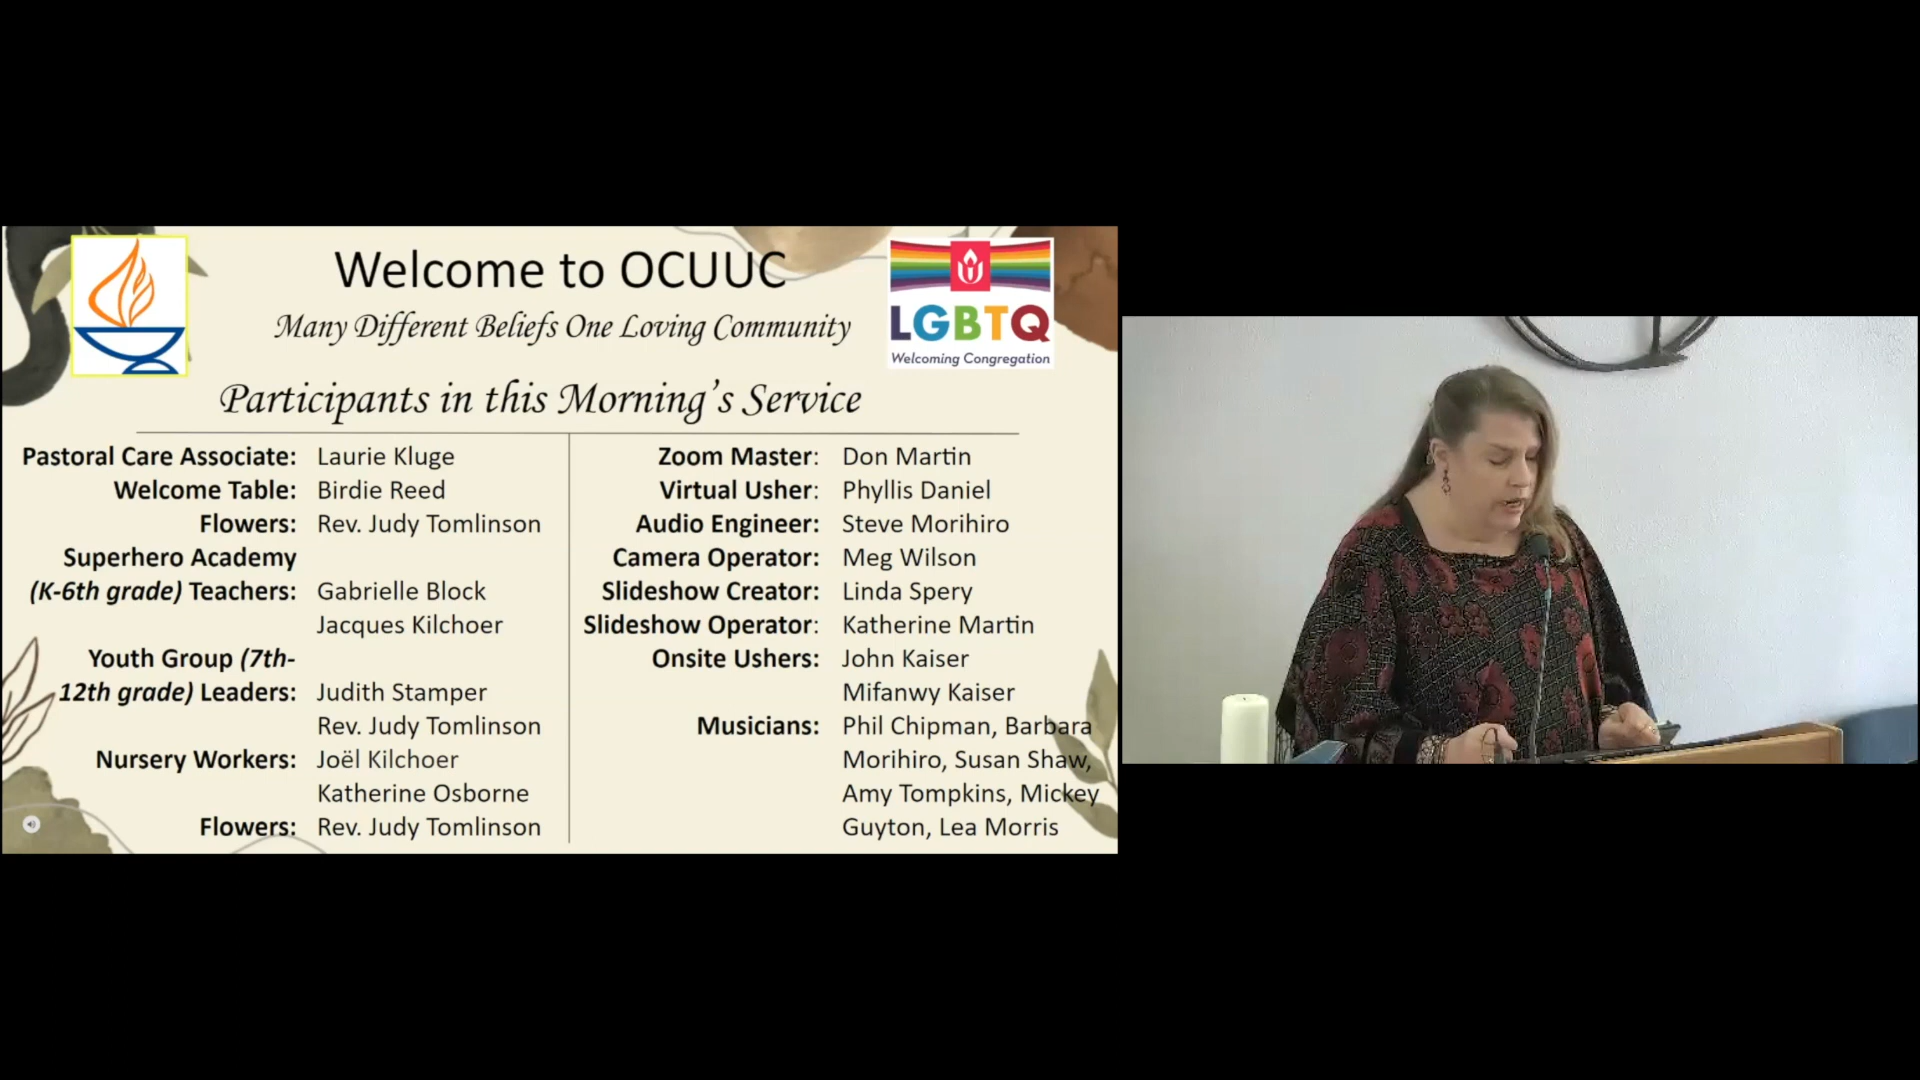 Welcome to OCUUC
Many Different Beliefs One Loving Community
LGBTQ
Welcoming Congregation
Participants in this Morning's Service
Pastoral Care Associate: Laurie Kluge
Welcome Table: Birdie Reed
Flowers: Rev. Judy Tomlinson
Superhero Academy
(K-6th grade) Teachers: Gabrielle Block
Jacques Kilchoer
Youth Group (7th-
12th grade) Leaders: Judith Stamper
Rev. Judy Tomlinson
Nursery Workers: Joël Kilchoer
Katherine Osborne
Flowers: Rev. Judy Tomlinson
Zoom Master: Don Martin
Virtual Usher: Phyllis Daniel
Audio Engineer: Steve Morihiro
Camera Operator: Meg Wilson
Slideshow Creator: Linda Spery
Slideshow Operator: Katherine Martin
Onsite Ushers: John Kaiser
Mifanwy Kaiser
Musicians: Phil Chipman, Barbara
Morihiro, Susan Shaw,
Amy Tompkins, Mickey
Guyton, Lea Morris